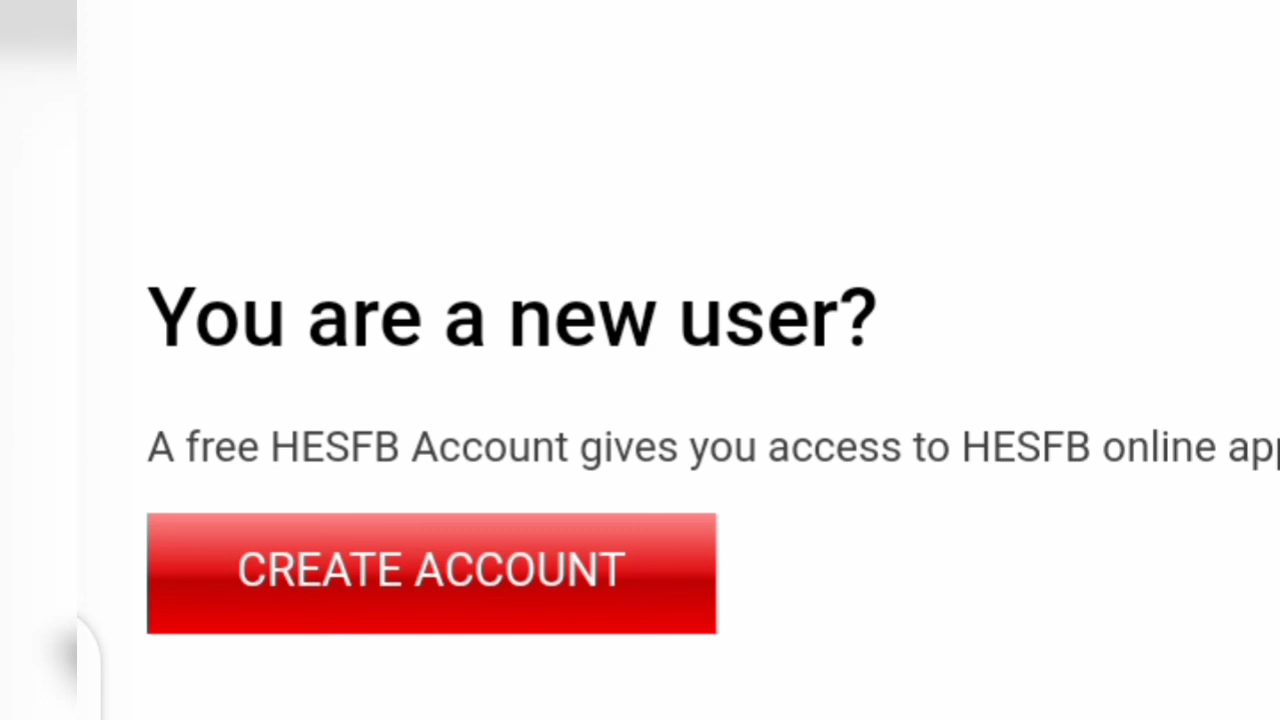 You are a new user?
A free HESFB Account gives you access to HESFB online
CREATE ACCOUNT